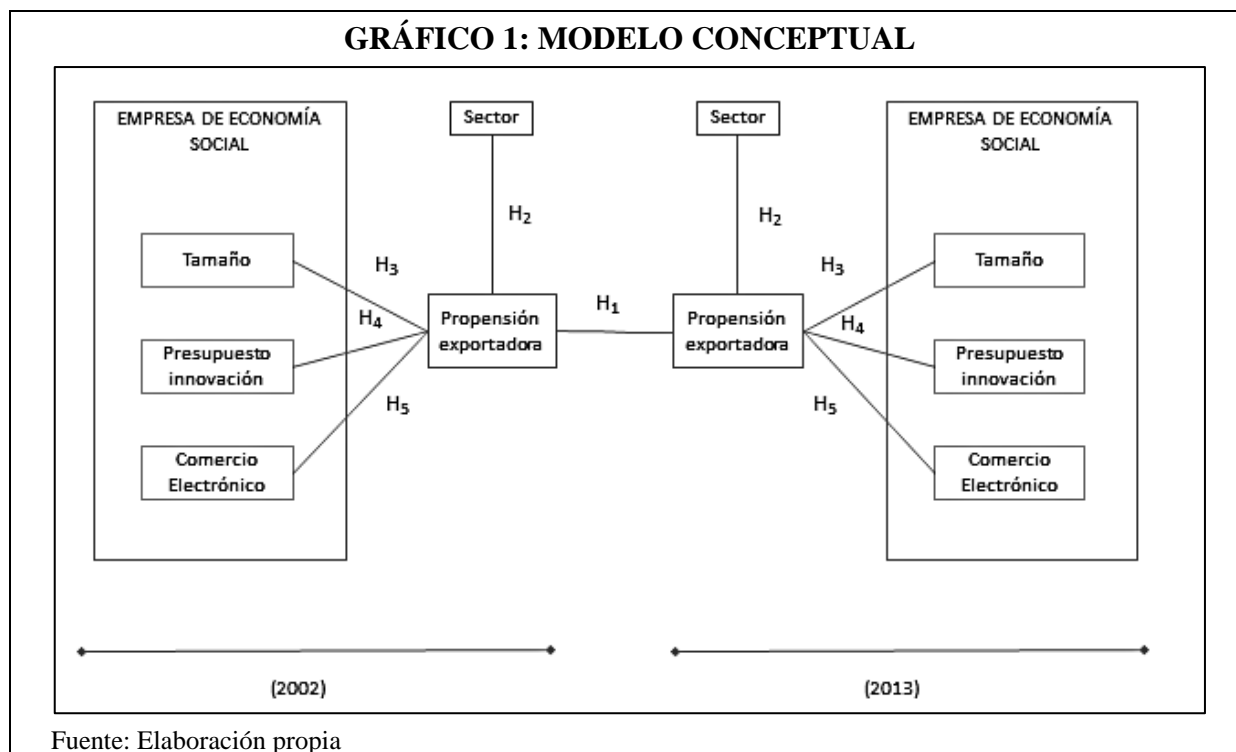 GRÁFICO 1: MODELO CONCEPTUAL
EMPRESA DE ECONOMÍA
SOCIAL
Sector
Sector
EMPRESA DE ECONOMÍA
SOCIAL
H2
H2
Tamaño
H3
H3
Tamaño
H4
Propensión
exportadora
H1
Propensión
exportadora
H4
Presupuesto
innovación
Presupuesto
innovación
H5
H5
Comercio
Electrónico
Comercio
Electrónico
(2002)
(2013)
Fuente: Elaboración propia